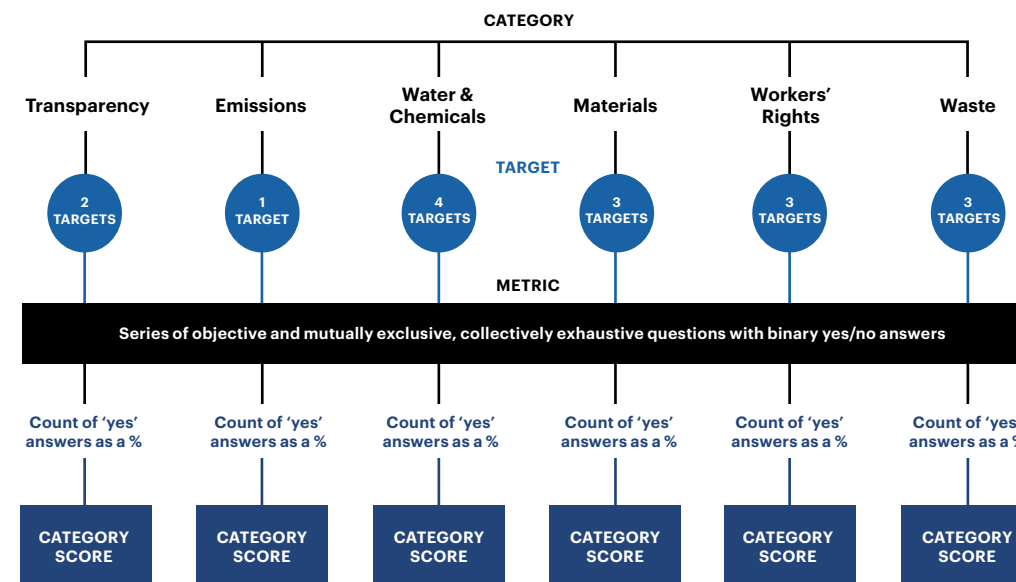 CATEGORY
Transparency
Emissions
Water &
Chemicals
Materials
Workers’
Rights
Waste
TARGET
2
TARGETS
1
TARGET
4
TARGETS
3
TARGETS
3
TARGETS
3
TARGETS
METRIC
Series of objective and mutually exclusive, collectively exhaustive questions with binary yes/no answers
Count of ‘yes’
answers as a %
Count of ‘yes’
answers as a %
Count of ‘yes’
answers as a %
Count of ‘yes’
answers as a %
Count of ‘yes’
answers as a %
Count of ‘yes
answers as a %
CATEGORY
SCORE
CATEGORY
SCORE
CATEGORY
SCORE
CATEGORY
SCORE
CATEGORY
SCORE
CATEGORY
SCORE